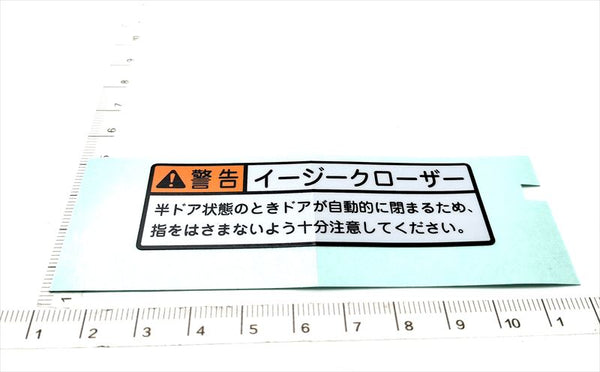 警告 イージークローザー
半ドア状態のときドアが自動的に閉まるため、
指をはさまないよう十分注意してください。
1 2 3 4 5 6 7 8 9 10 1